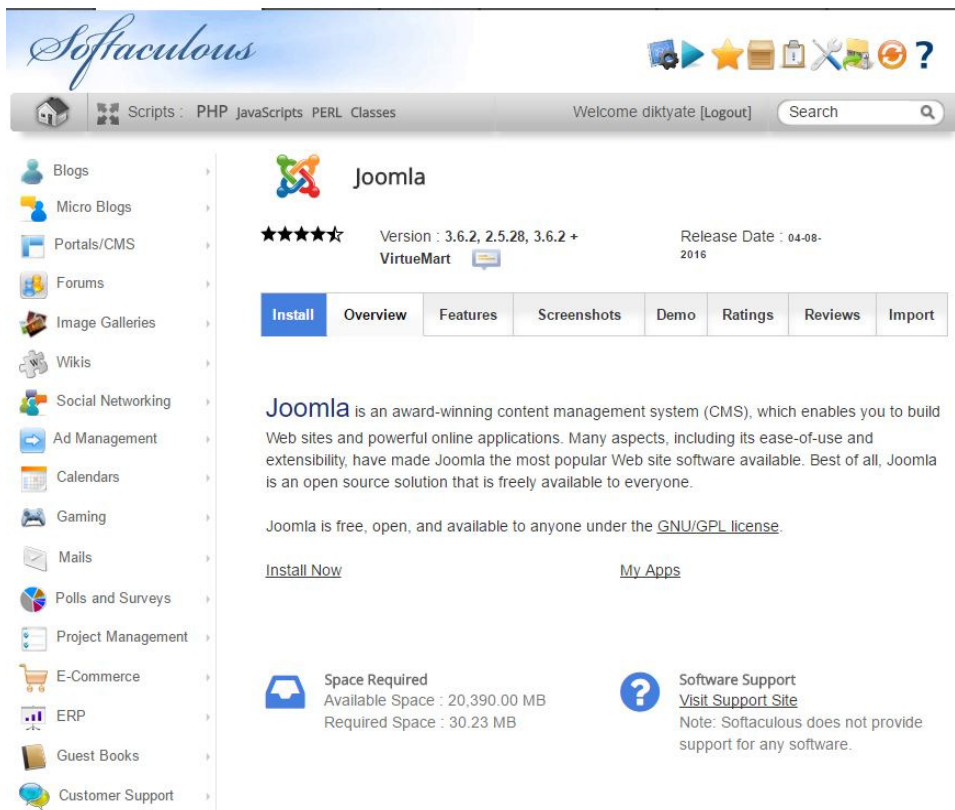 Softaculous
?
Scripts : PHP JavaScripts PERL Classes
Welcome diktyate [Logout]
Search
Blogs
Micro Blogs
Portals/CMS
Forums
Image Galleries
Wikis
Social Networking
Ad Management
Calendars
Gaming
Mails
Polls and Surveys
Project Management
E-Commerce
ERP
Guest Books
Customer Support
Joomla
Version : 3.6.2, 2.5.28, 3.6.2 +
VirtueMart
Release Date : 04-08-
2016
Install Overview Features Screenshots Demo Ratings Reviews Import
Joomla is an award-winning content management system (CMS), which enables you to build
Web sites and powerful online applications. Many aspects, including its ease-of-use and
extensibility, have made Joomla the most popular Web site software available. Best of all, Joomla
is an open source solution that is freely available to everyone.
Joomla is free, open, and available to anyone under the GNU/GPL license.
Install Now
My Apps
Space Required
Available Space : 20,390.00 MB
Required Space : 30.23 MB
?
Software Support
Visit Support Site
Note: Softaculous does not provide
support for any software.